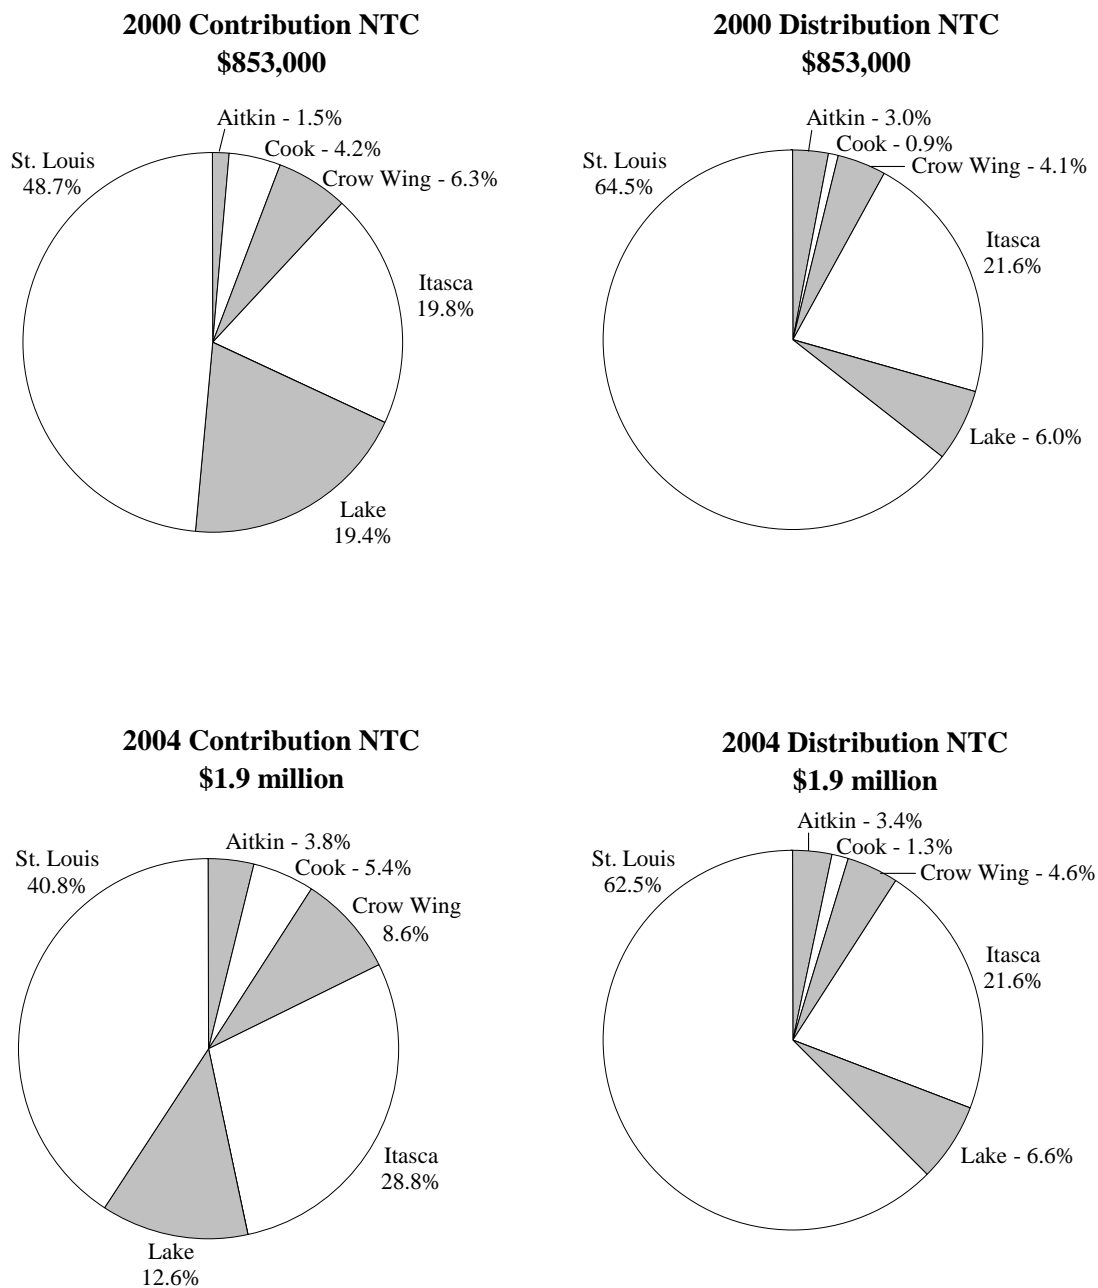 2000 Contribution NTC
$853,000
Aitkin - 1.5%
Cook - 4.2%
Crow Wing - 6.3%
St. Louis
48.7%
Itasca
19.8%
Lake
19.4%
2000 Distribution NTC
$853,000
Aitkin - 3.0%
Cook - 0.9%
Crow Wing - 4.1%
St. Louis
64.5%
Itasca
21.6%
Lake - 6.0%
2004 Contribution NTC
$1.9 million
Aitkin - 3.8%
Cook - 5.4%
St. Louis
40.8%
Crow Wing
8.6%
Itasca
28.8%
Lake
12.6%
2004 Distribution NTC
$1.9 million
Aitkin - 3.4%
Cook - 1.3%
St. Louis
62.5%
Crow Wing - 4.6%
Itasca
21.6%
Lake - 6.6%